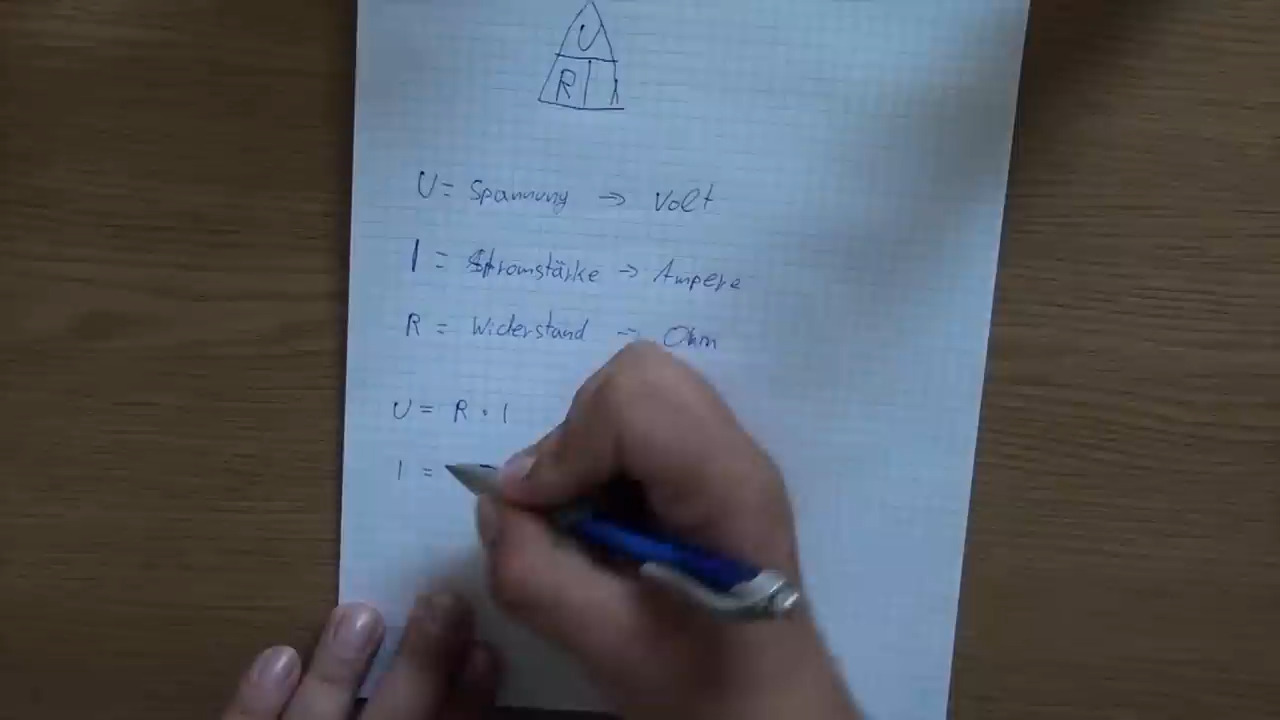 U
R I
U = Spannung → Volt
I = Stromstärke → Ampere
R = Widerstand → Ohm
U = R · I
I =